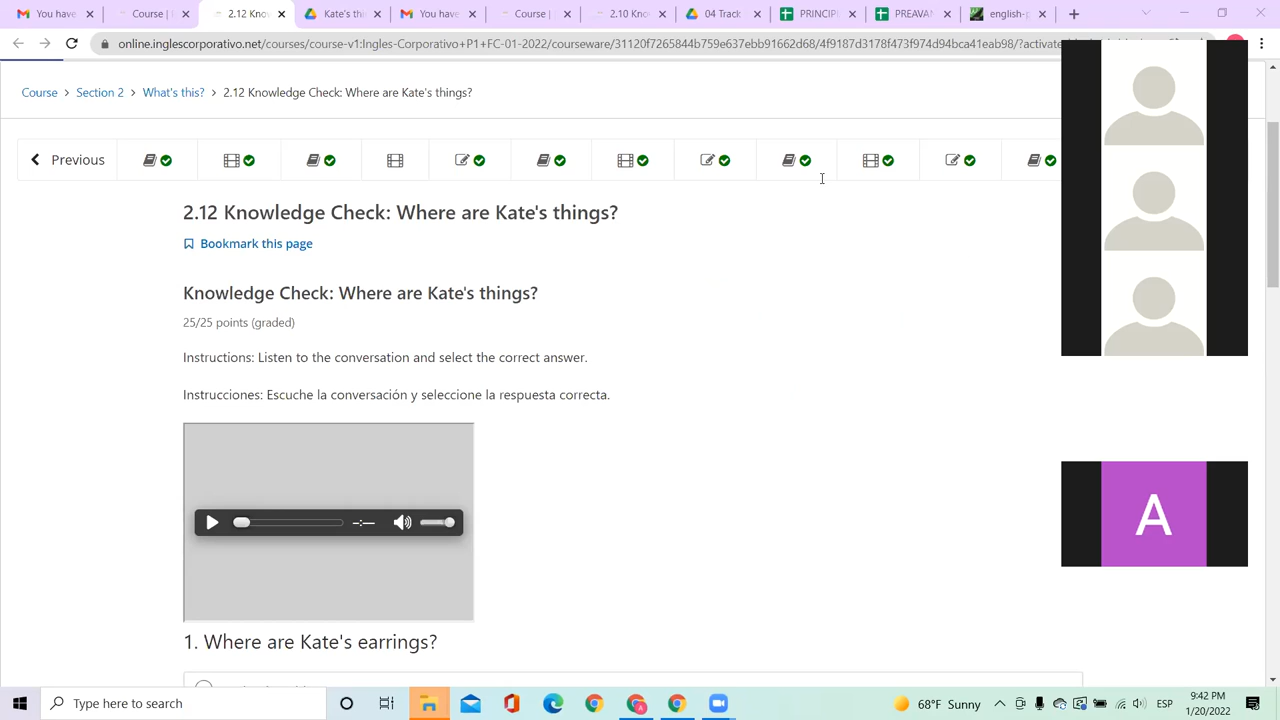 You have
Course |
2.12 Kno
Kate's th
You have
Course |
2.10 Kno
04 Track
PRINCIP
PREAVAN
english-p
online.inglescorporativo.net/courses/course-v1:Ingles-Corporativo+P1+FC-1-2022/courseware/31120f7265844b759e637ebb91662d98/4f9187d3178f473f974d94bca41eab98/?activat
Course > Section 2 > What's this? > 2.12 Knowledge Check: Where are Kate's things?
Previous
2.12 Knowledge Check: Where are Kate's things?
Bookmark this page
Knowledge Check: Where are Kate's things?
25/25 points (graded)
Instructions: Listen to the conversation and select the correct answer.
Instrucciones: Escuche la conversación y seleccione la respuesta correcta.
--:--
A
1. Where are Kate's earrings?
Type here to search
68°F Sunny
ESP
9:42 PM
1/20/2022